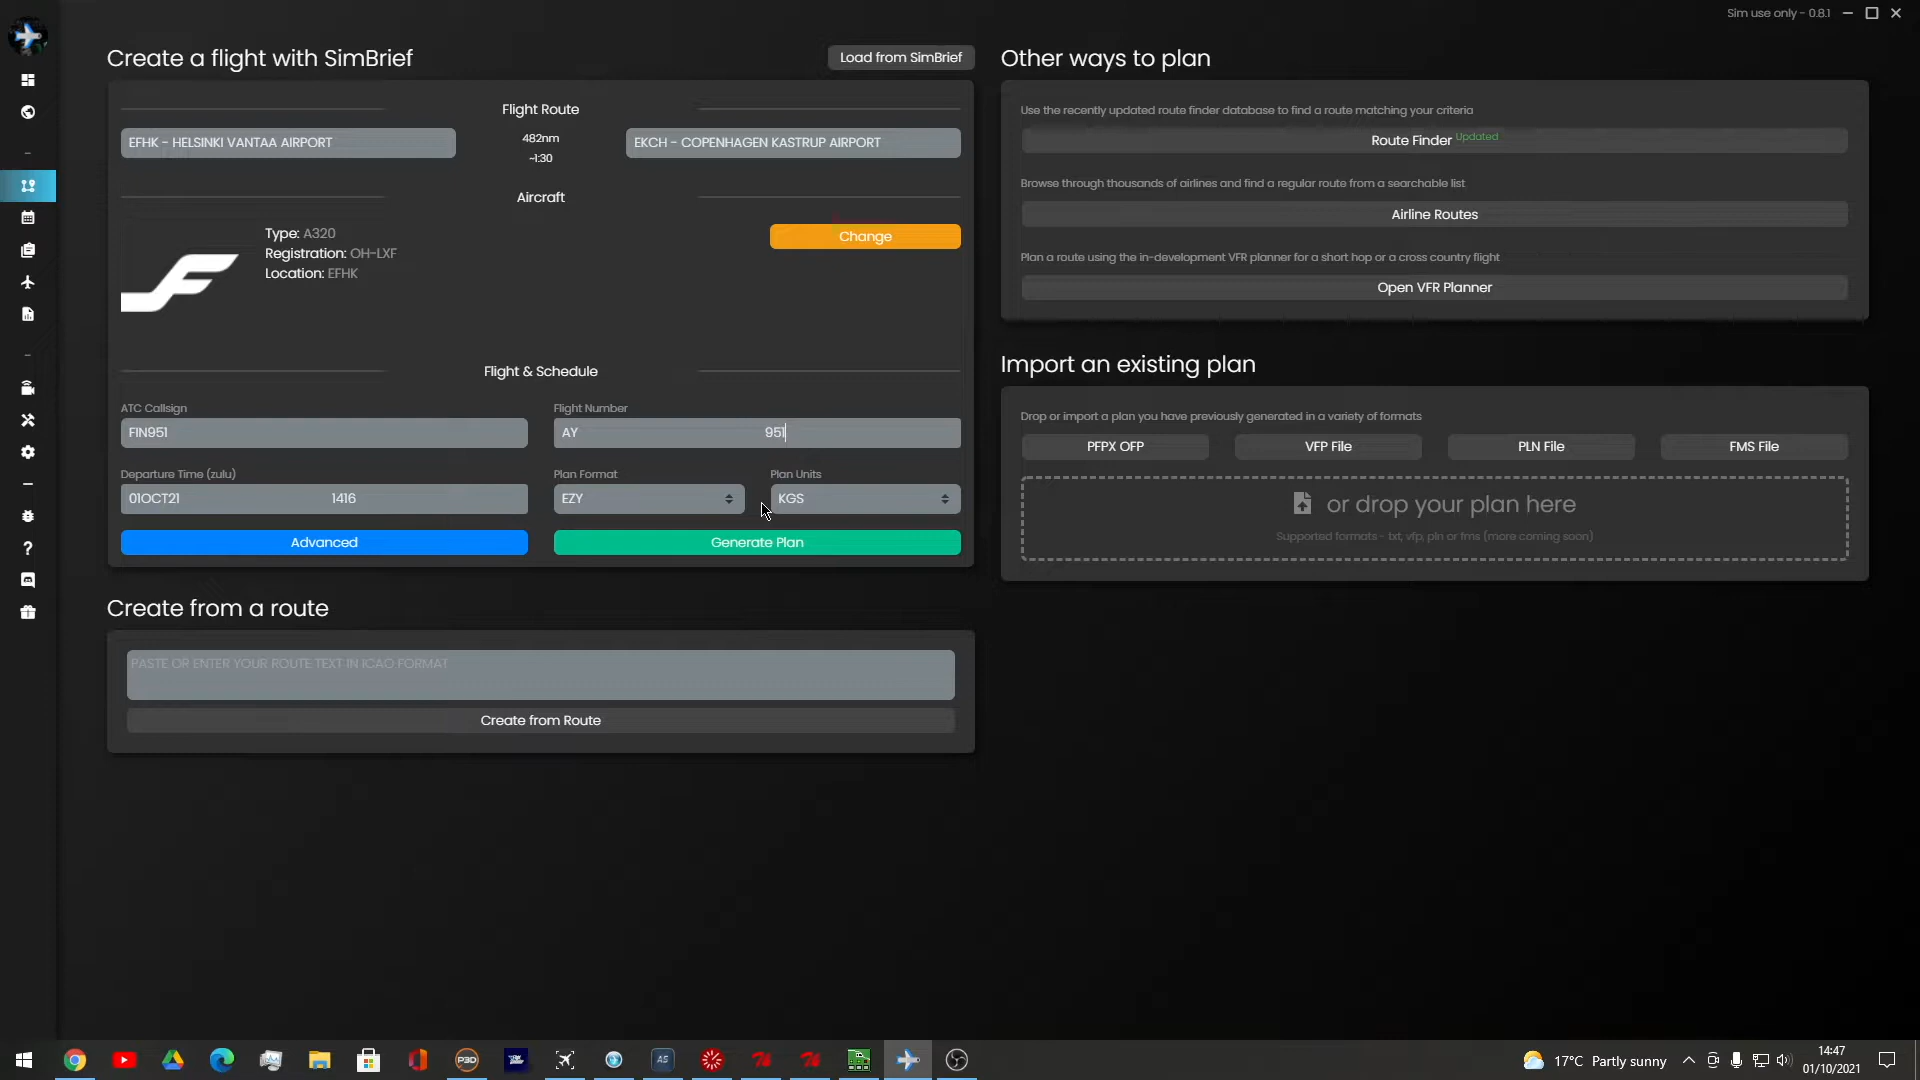 Sim use only - 0.8.1
Create a flight with SimBrief
Load from SimBrief
Flight Route
EFHK - HELSINKI VANTAA AIRPORT
482nm
~1:30
EKCH - COPENHAGEN KASTRUP AIRPORT
Aircraft
Type: A320
Registration: OH-LXF
Location: EFHK
Change
Flight & Schedule
ATC Callsign
FIN951
Flight Number
AY 951
Departure Time (zulu)
01OCT21 1416
Plan Format
EZY
Plan Units
KGS
Advanced
Generate Plan
Create from a route
PASTE OR ENTER YOUR ROUTE TEXT IN ICAO FORMAT
Create from Route
Other ways to plan
Use the recently updated route finder database to find a route matching your criteria
Route Finder Updated
Browse through thousands of airlines and find a regular route from a searchable list
Airline Routes
Plan a route using the in-development VFR planner for a short hop or a cross country flight
Open VFR Planner
Import an existing plan
Drop or import a plan you have previously generated in a variety of formats
PFPX OFP
VFP File
PLN File
FMS File
or drop your plan here
Supported formats - txt, vfp, pln or fms (more coming soon)
P3D
AS
17°C Partly sunny
14:47
01/10/2021